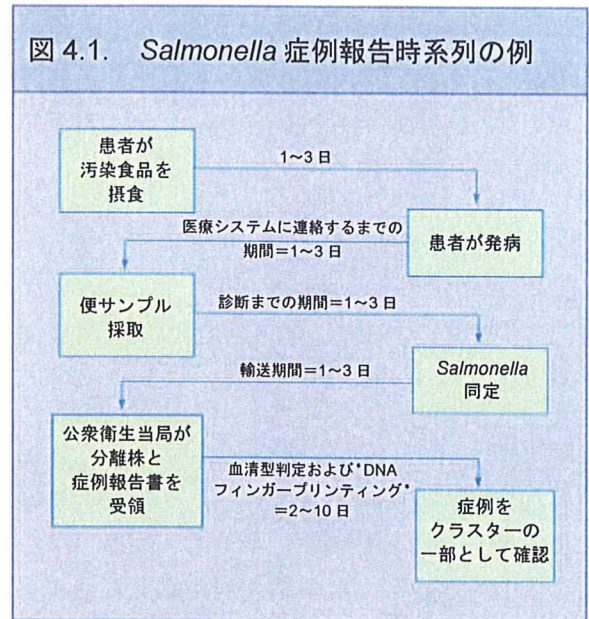 図 4.1. Salmonella 症例報告時系列の例
患者が
汚染食品を
摂食
1～3 日
患者が発病
医療システムに連絡するまでの
期間＝1～3 日
便サンプル
採取
診断までの期間＝1～3 日
Salmonella
同定
輸送期間＝1～3 日
公衆衛生当局が
分離株と
症例報告書を
受領
血清型判定および"DNA
フィンガープリンティング"
＝2～10 日
症例を
クラスターの
一部として確認